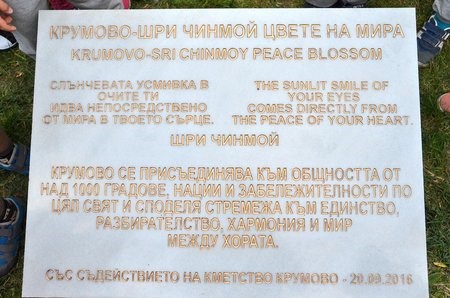 КРУМОВО-ШРИ ЧИНМОЙ ЦВЕТЕ НА МИРА
KRUMOVO-SRI CHINMOY PEACE BLOSSOM
СЛЪНЧЕВАТА УСМИВКА В
ОЧИТЕ ТИ
ИДВА НЕПОСРЕДСТВЕНО
ОТ МИРА В ТВОЕТО СЪРЦЕ.
THE SUNLIT SMILE OF
YOUR EYES
COMES DIRECTLY FROM
THE PEACE OF YOUR HEART.
ШРИ ЧИНМОЙ
КРУМОВО СЕ ПРИСЪЕДИНЯВА КЪМ ОБЩНОСТТА ОТ
НАД 1000 ГРАДОВЕ, НАЦИИ И ЗАБЕЛЕЖИТЕЛНОСТИ ПО
ЦЯЛ СВЯТ И СПОДЕЛЯ СТРЕМЕЖА КЪМ ЕДИНСТВО,
РАЗБИРАТЕЛСТВО, ХАРМОНИЯ И МИР
МЕЖДУ ХОРАТА.
СЪС СЪДЕЙСТВИЕТО НА КМЕТСТВО КРУМОВО - 20.09.2016